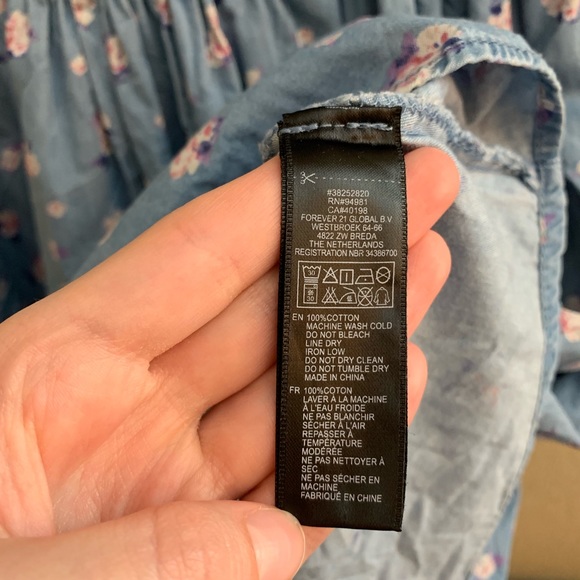 #38252820
RN#94981
CA#40198
FOREVER 21 GLOBAL B.V
WESTBROEK 64-66
4822 ZW BREDA
THE NETHERLANDS
REGISTRATION NBR 34386700
30
30
EN 100%COTTON
MACHINE WASH COLD
DO NOT BLEACH
LINE DRY
IRON LOW
DO NOT DRY CLEAN
DO NOT TUMBLE DRY
MADE IN CHINA
FR 100%COTON
LAVER À LA MACHINE
À L'EAU FROIDE
NE PAS BLANCHIR
SÉCHER À L'AIR
REPASSER À
TEMPÉRATURE
MODÉRÉE
NE PAS NETTOYER À
SEC
NE PAS SÉCHER EN
MACHINE
FABRIQUÉ EN CHINE